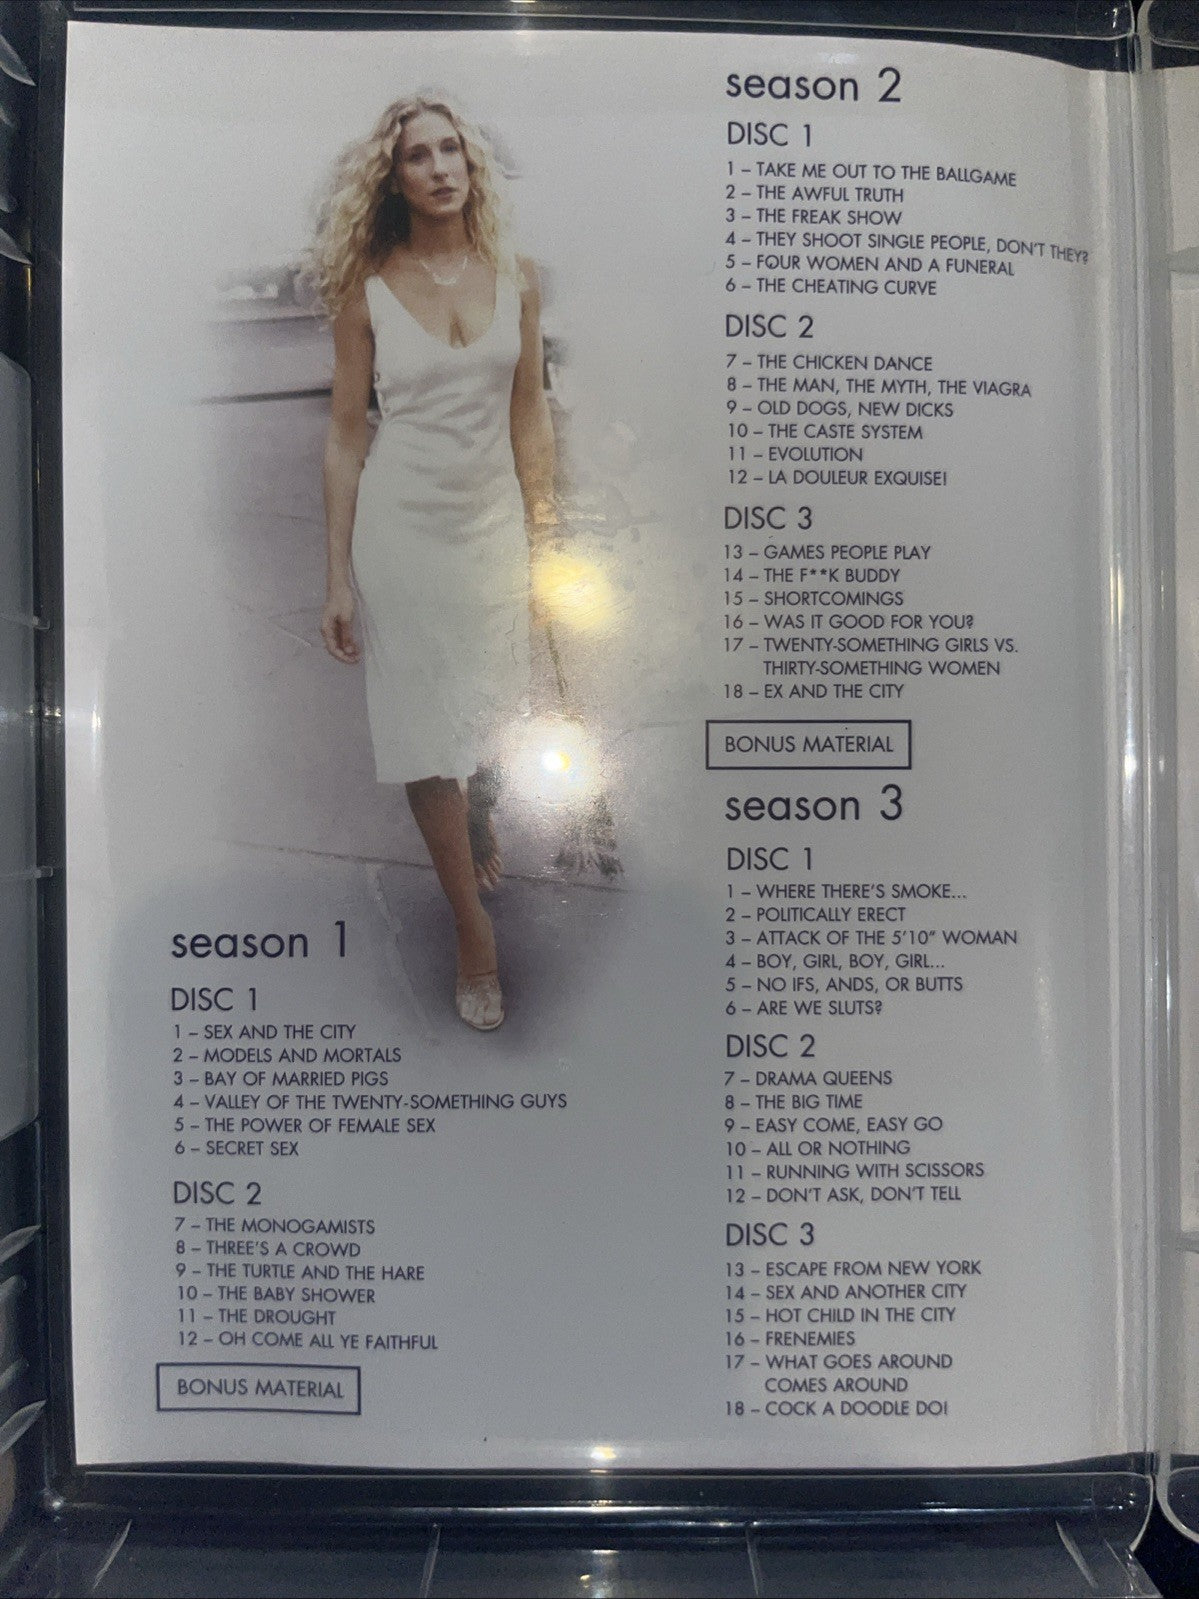 season 1
DISC 1
1 – SEX AND THE CITY
2 – MODELS AND MORTALS
3 – BAY OF MARRIED PIGS
4 – VALLEY OF THE TWENTY-SOMETHING GUYS
5 – THE POWER OF FEMALE SEX
6 – SECRET SEX
DISC 2
7 – THE MONOGAMISTS
8 – THREE'S A CROWD
9 – THE TURTLE AND THE HARE
10 – THE BABY SHOWER
11 – THE DROUGHT
12 – OH COME ALL YE FAITHFUL
BONUS MATERIAL
season 2
DISC 1
1 – TAKE ME OUT TO THE BALLGAME
2 – THE AWFUL TRUTH
3 – THE FREAK SHOW
4 – THEY SHOOT SINGLE PEOPLE, DON'T THEY?
5 – FOUR WOMEN AND A FUNERAL
6 – THE CHEATING CURVE
DISC 2
7 – THE CHICKEN DANCE
8 – THE MAN, THE MYTH, THE VIAGRA
9 – OLD DOGS, NEW DICKS
10 – THE CASTE SYSTEM
11 – EVOLUTION
12 – LA DOULEUR EXQUISE!
DISC 3
13 – GAMES PEOPLE PLAY
14 – THE F**K BUDDY
15 – SHORTCOMINGS
16 – WAS IT GOOD FOR YOU?
17 – TWENTY-SOMETHING GIRLS VS.
THIRTY-SOMETHING WOMEN
18 – EX AND THE CITY
BONUS MATERIAL
season 3
DISC 1
1 – WHERE THERE'S SMOKE...
2 – POLITICALLY ERECT
3 – ATTACK OF THE 5'10" WOMAN
4 – BOY, GIRL, BOY, GIRL...
5 – NO IFS, ANDS, OR BUTTS
6 – ARE WE SLUTS?
DISC 2
7 – DRAMA QUEENS
8 – THE BIG TIME
9 – EASY COME, EASY GO
10 – ALL OR NOTHING
11 – RUNNING WITH SCISSORS
12 – DON'T ASK, DON'T TELL
DISC 3
13 – ESCAPE FROM NEW YORK
14 – SEX AND ANOTHER CITY
15 – HOT CHILD IN THE CITY
16 – FRENEMIES
17 – WHAT GOES AROUND
COMES AROUND
18 – COCK A DOODLE DO!